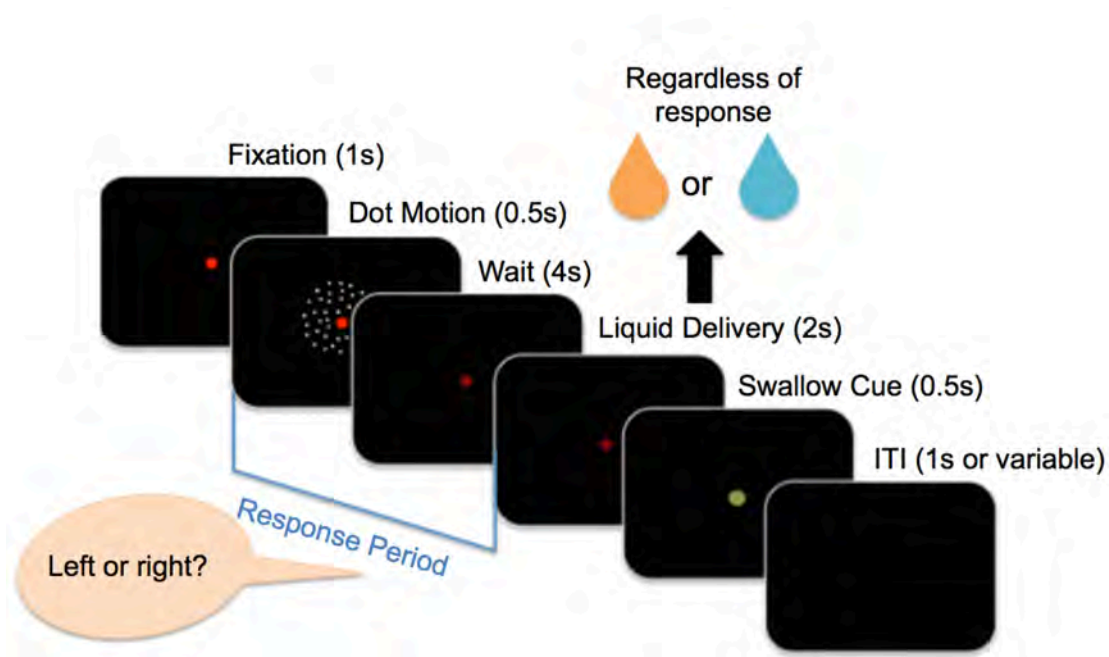 Regardless of
response
Fixation (1s)
or
Dot Motion (0.5s)
Wait (4s)
Liquid Delivery (2s)
Swallow Cue (0.5s)
ITI (1s or variable)
Response Period
Left or right?